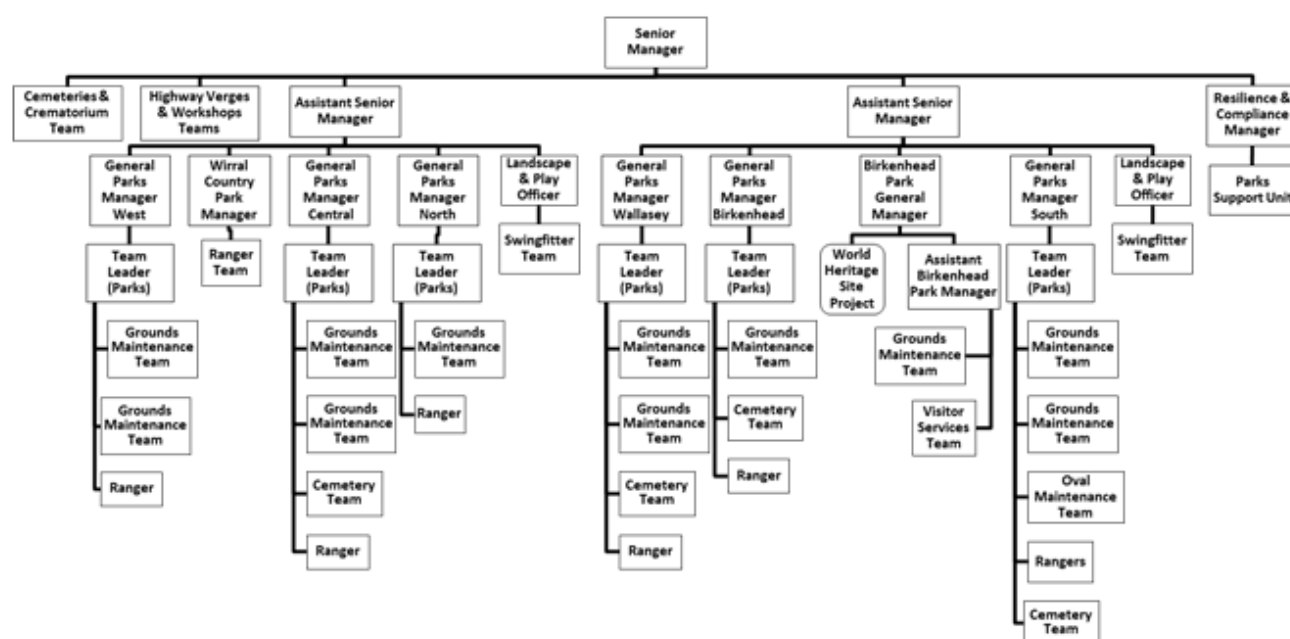 Senior
Manager
Cemeteries &
Crematorium
Team
Highway Verges
& Workshops
Teams
Assistant Senior
Manager
Assistant Senior
Manager
Resilience &
Compliance
Manager
General
Parks
Manager
West
Wirral
Country
Park
Manager
General
Parks
Manager
Central
General
Parks
Manager
North
Landscape
& Play
Officer
General
Parks
Manager
Wallasey
General
Parks
Manager
Birkenhead
Birkenhead
Park
General
Manager
General
Parks
Manager
South
Landscape
& Play
Officer
Parks
Support Unit
Team
Leader
(Parks)
Ranger
Team
Team
Leader
(Parks)
Team
Leader
(Parks)
Swingfitter
Team
Team
Leader
(Parks)
Team
Leader
(Parks)
World
Heritage
Site
Project
Assistant
Birkenhead
Park Manager
Team
Leader
(Parks)
Swingfitter
Team
Grounds
Maintenance
Team
Grounds
Maintenance
Team
Grounds
Maintenance
Team
Grounds
Maintenance
Team
Grounds
Maintenance
Team
Grounds
Maintenance
Team
Grounds
Maintenance
Team
Grounds
Maintenance
Team
Grounds
Maintenance
Team
Ranger
Grounds
Maintenance
Team
Cemetery
Team
Visitor
Services
Team
Grounds
Maintenance
Team
Ranger
Cemetery
Team
Cemetery
Team
Ranger
Oval
Maintenance
Team
Ranger
Ranger
Rangers
Cemetery
Team